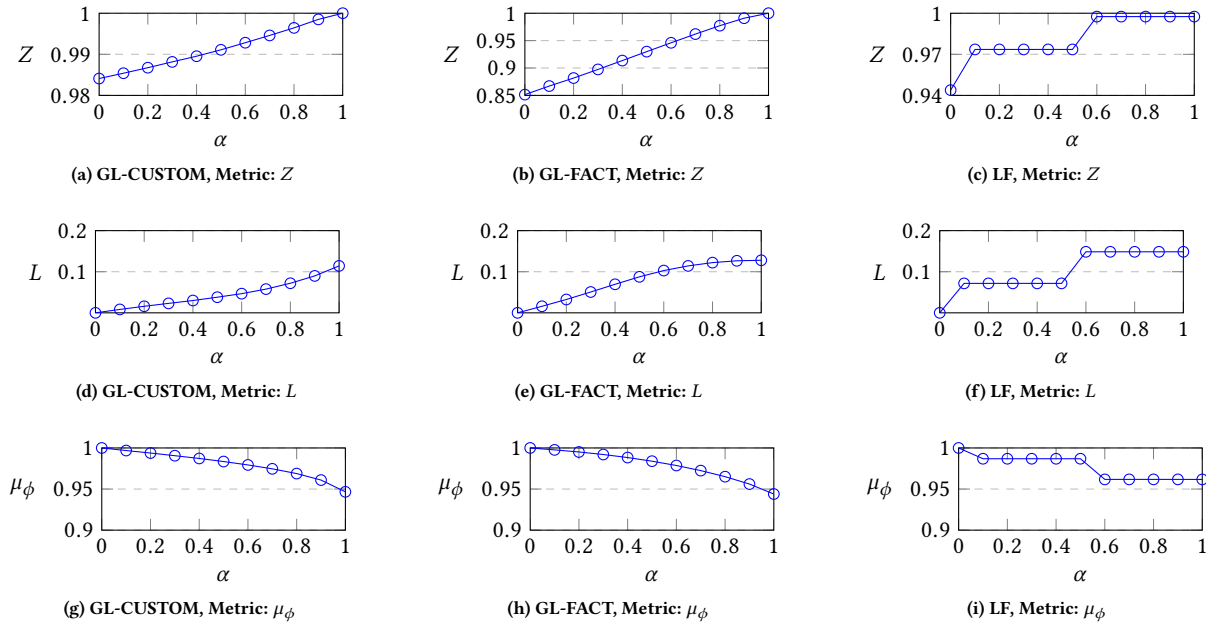 1
0.99
0.98
Z
0 0.2 0.4 0.6 0.8 1
α
(a) GL-CUSTOM, Metric: Z
1
0.95
0.9
0.85
Z
0 0.2 0.4 0.6 0.8 1
α
(b) GL-FACT, Metric: Z
1
0.97
0.94
Z
0 0.2 0.4 0.6 0.8 1
α
(c) LF, Metric: Z
0.2
0.1
L
0 0.2 0.4 0.6 0.8 1
α
(d) GL-CUSTOM, Metric: L
0.2
0.1
L
0 0.2 0.4 0.6 0.8 1
α
(e) GL-FACT, Metric: L
0.2
0.1
L
0 0.2 0.4 0.6 0.8 1
α
(f) LF, Metric: L
1
0.95
0.9
μϕ
0 0.2 0.4 0.6 0.8 1
α
(g) GL-CUSTOM, Metric: μϕ
1
0.95
0.9
μϕ
0 0.2 0.4 0.6 0.8 1
α
(h) GL-FACT, Metric: μϕ
1
0.95
0.9
μϕ
0 0.2 0.4 0.6 0.8 1
α
(i) LF, Metric: μϕ